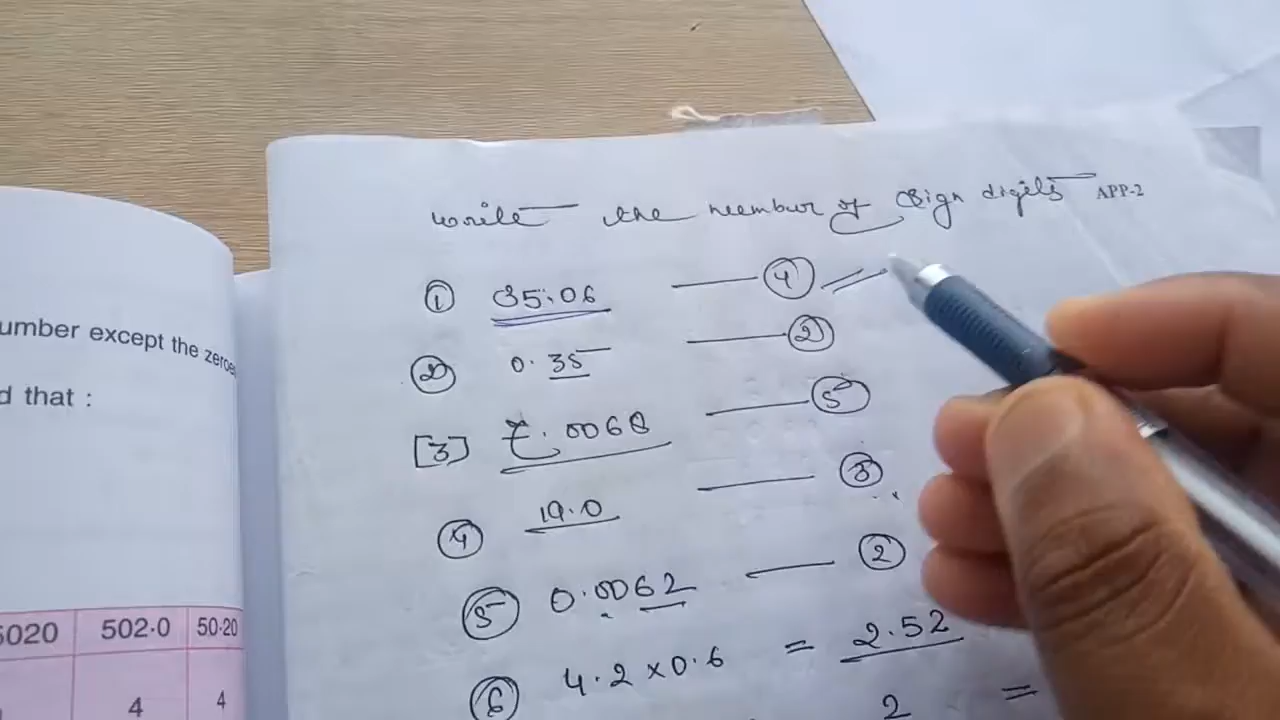 umber except the zeroe
d that :
5020 502·0 50·20
4 4
write the number of sign digits APP-2
① 35.06 — ④
② 0.35 — ②
[3] 7.0068 — ⑤
④ 19.0 — ③
⑤ 0.0062 — ②
⑥ 4.2 x 0.6 = 2.52
2 =